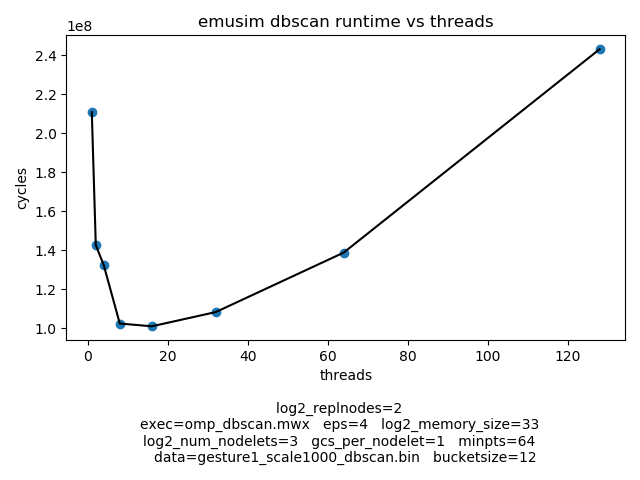 emusim dbscan runtime vs threads
1e8
2.4
2.2
2.0
1.8
1.6
1.4
1.2
1.0
cycles
0 20 40 60 80 100 120
threads
log2_replnodes=2
exec=omp_dbscan.mwx eps=4 log2_memory_size=33
log2_num_nodelets=3 gcs_per_nodelet=1 minpts=64
data=gesture1_scale1000_dbscan.bin bucketsize=12